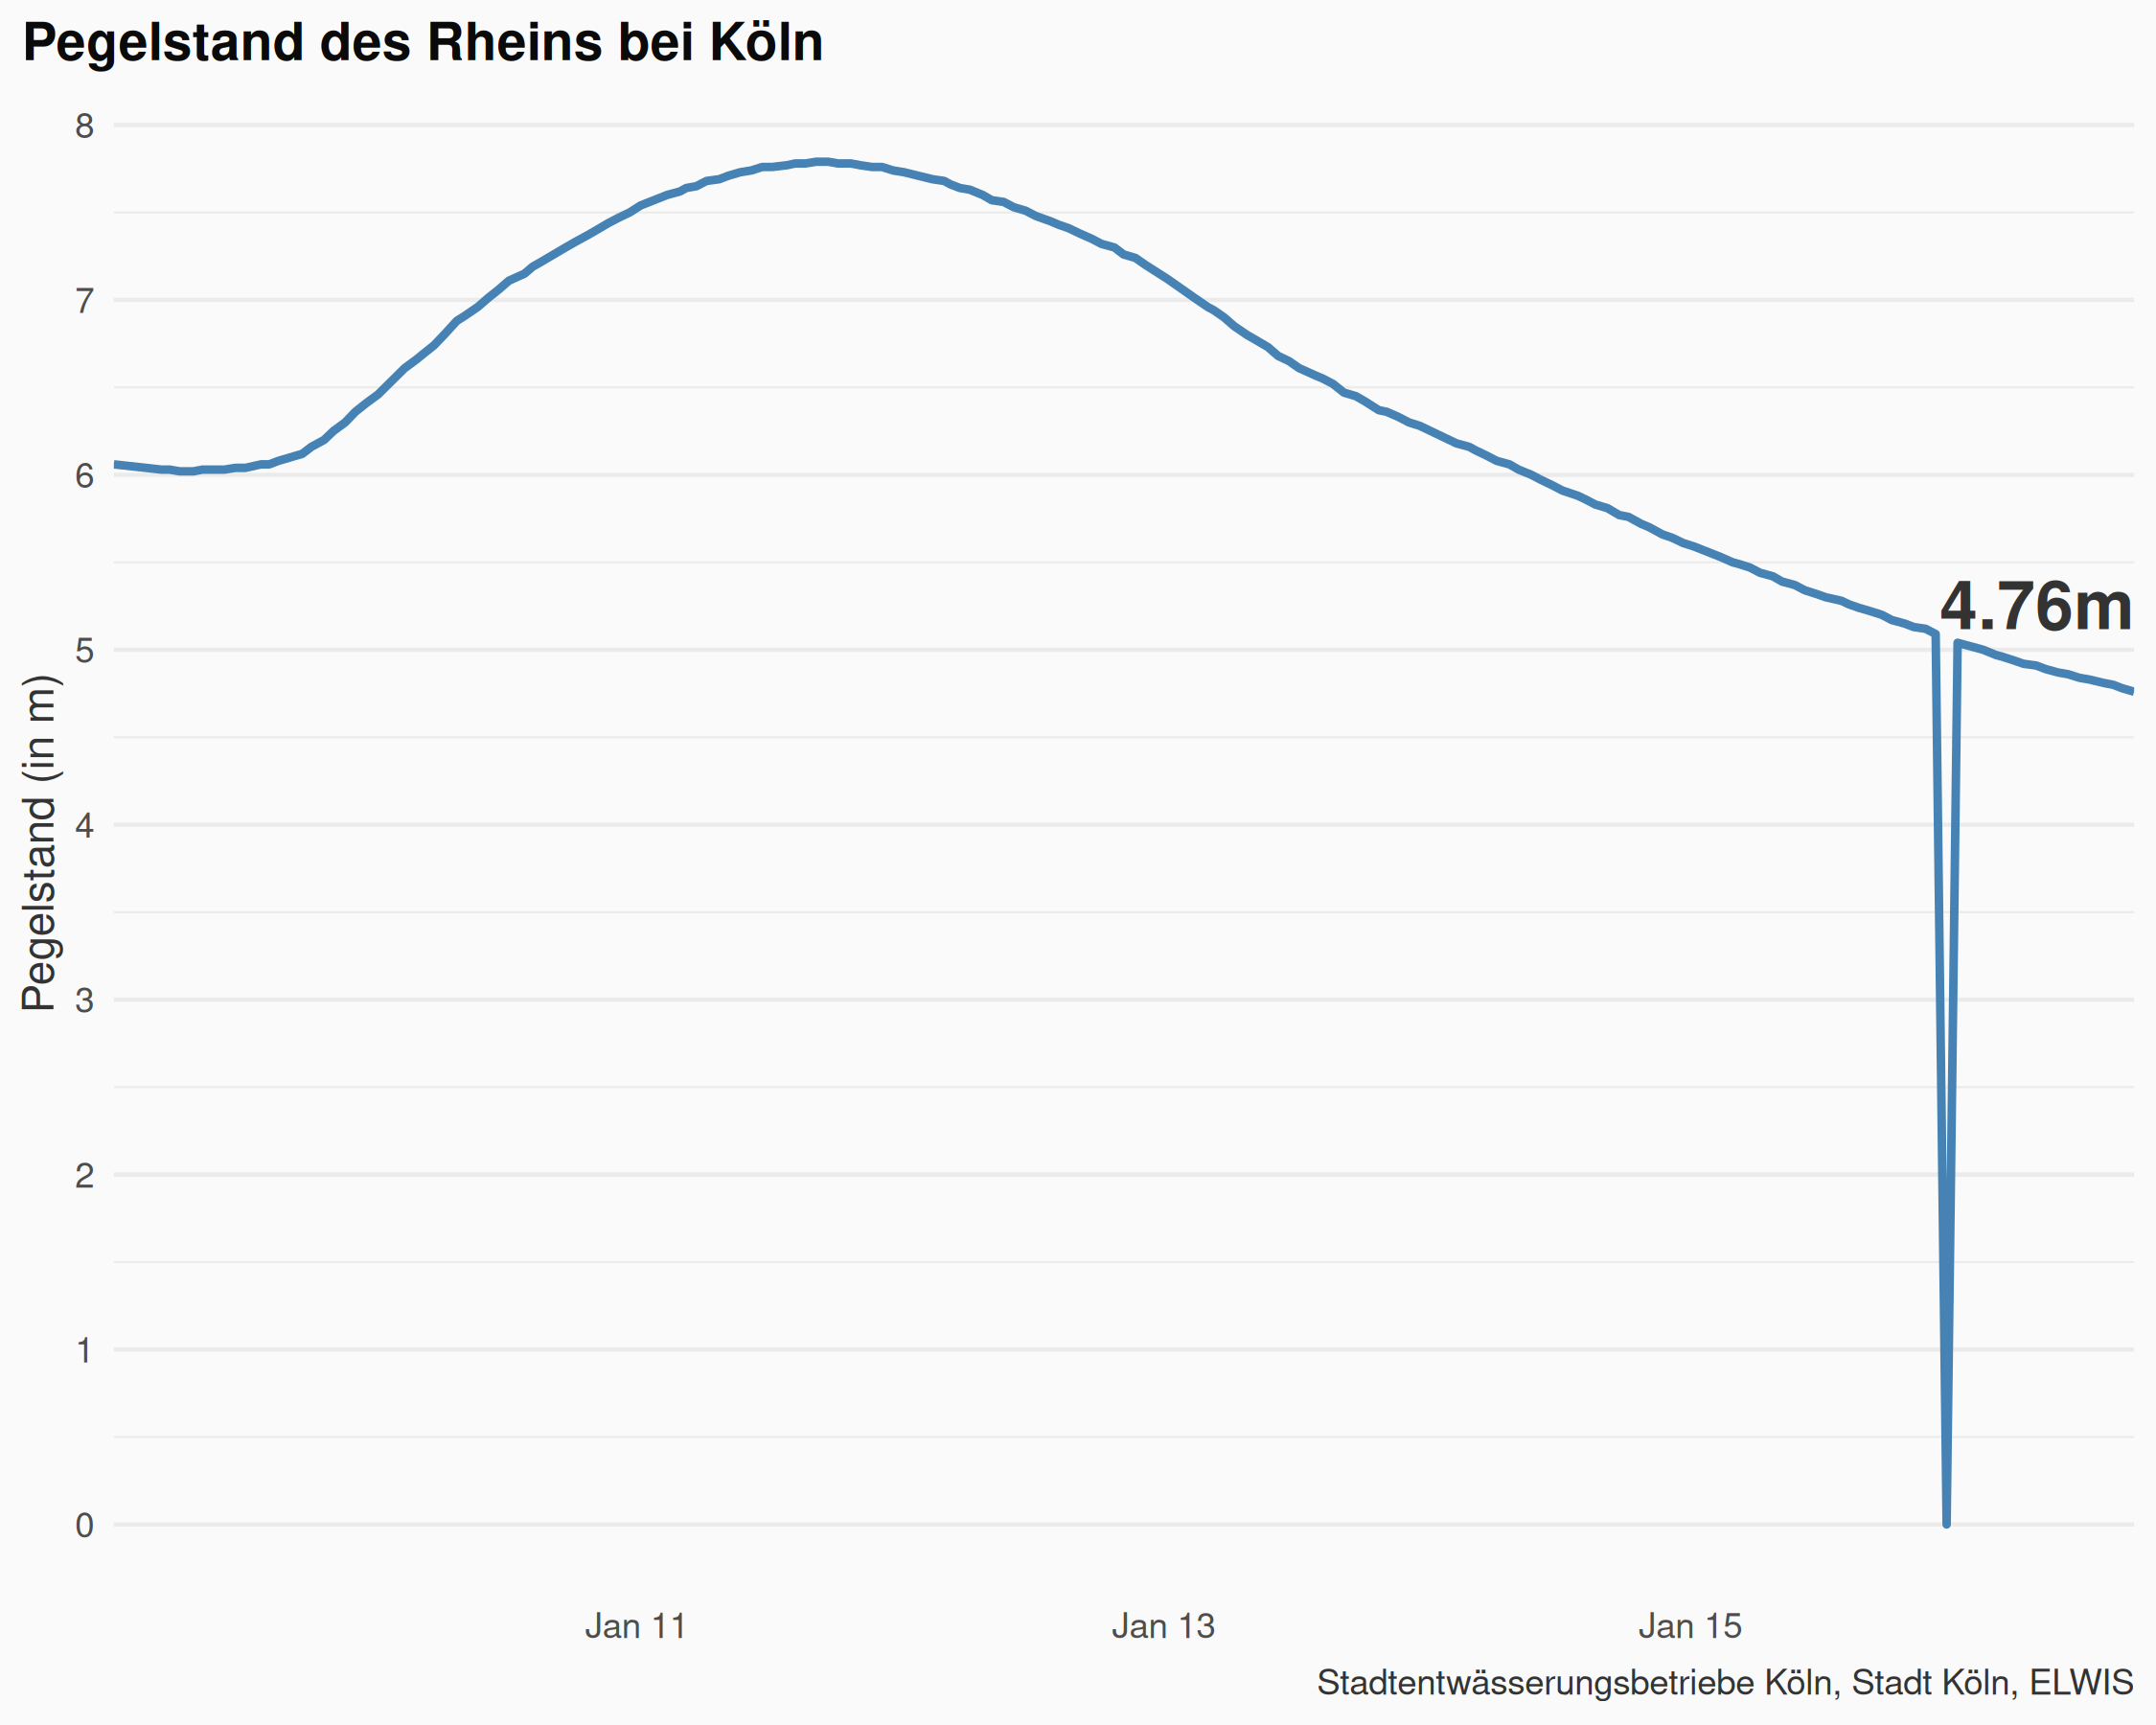 Pegelstand des Rheins bei Köln
8
7
6
5
4
3
2
1
0
Pegelstand (in m)
4.76m
Jan 11
Jan 13
Jan 15
Stadtentwässerungsbetriebe Köln, Stadt Köln, ELWIS